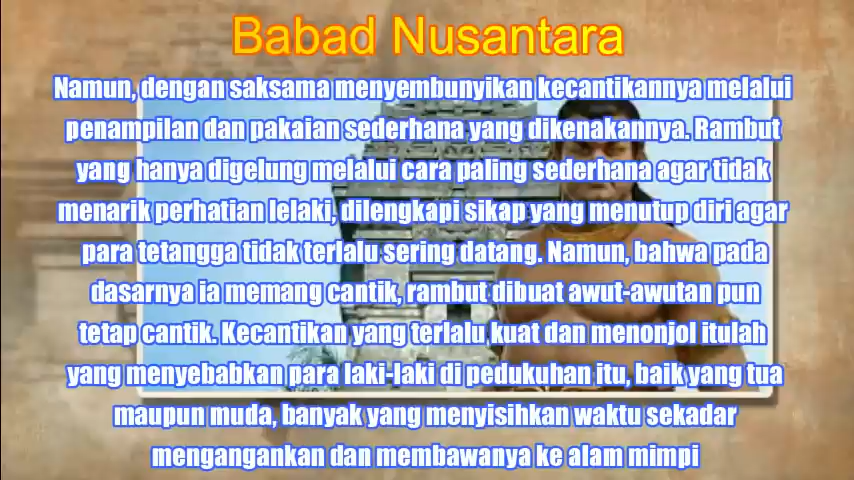 Babad Nusantara
Namun, dengan saksama menyembunyikan kecantikannya melalui
penampilan dan pakaian sederhana yang dikenakannya. Rambut
yang hanya digelung melalui cara paling sederhana agar tidak
menarik perhatian lelaki, dilengkapi sikap yang menutup diri agar
para tetangga tidak terlalu sering datang. Namun, bahwa pada
dasarnya ia memang cantik, rambut dibuat awut-awutan pun
tetap cantik. Kecantikan yang terlalu kuat dan menonjol itulah
yang menyebabkan para laki-laki di pedukuhan itu, baik yang tua
maupun muda, banyak yang menyisihkan waktu sekadar
mengangankan dan membawanya ke alam mimpi